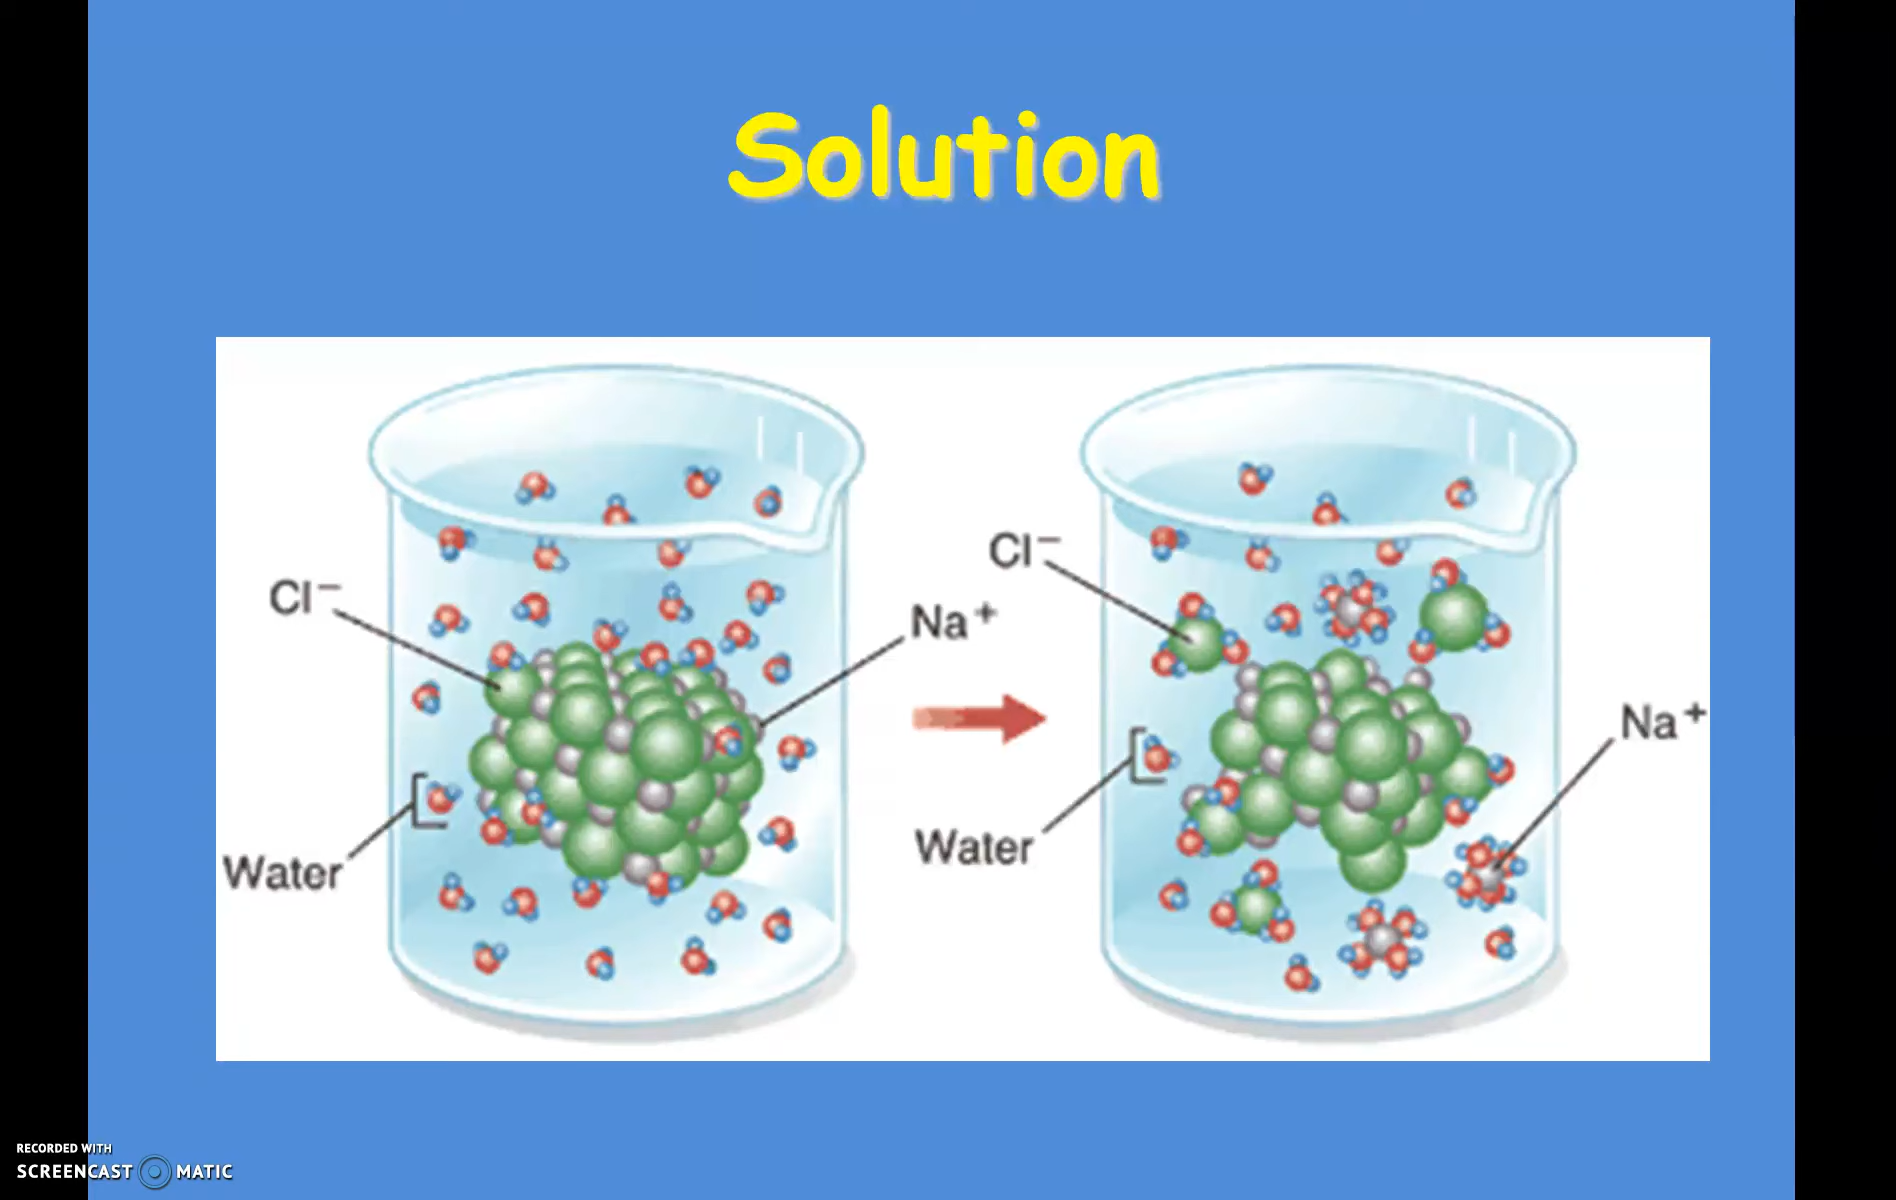 Solution
Cl⁻
Na⁺
Water
Cl⁻
Na⁺
Water
RECORDED WITH
SCREENCAST MATIC